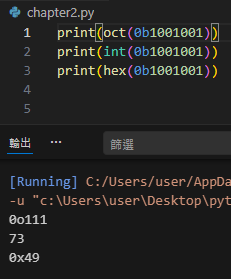 chapter2.py
1 print(oct(0b1001001))
2 print(int(0b1001001))
3 print(hex(0b1001001))
4
5
輸出 ... 篩選
[Running] C:/Users/user/AppDa
-u "c:\Users\user\Desktop\pyt
0o111
73
0x49